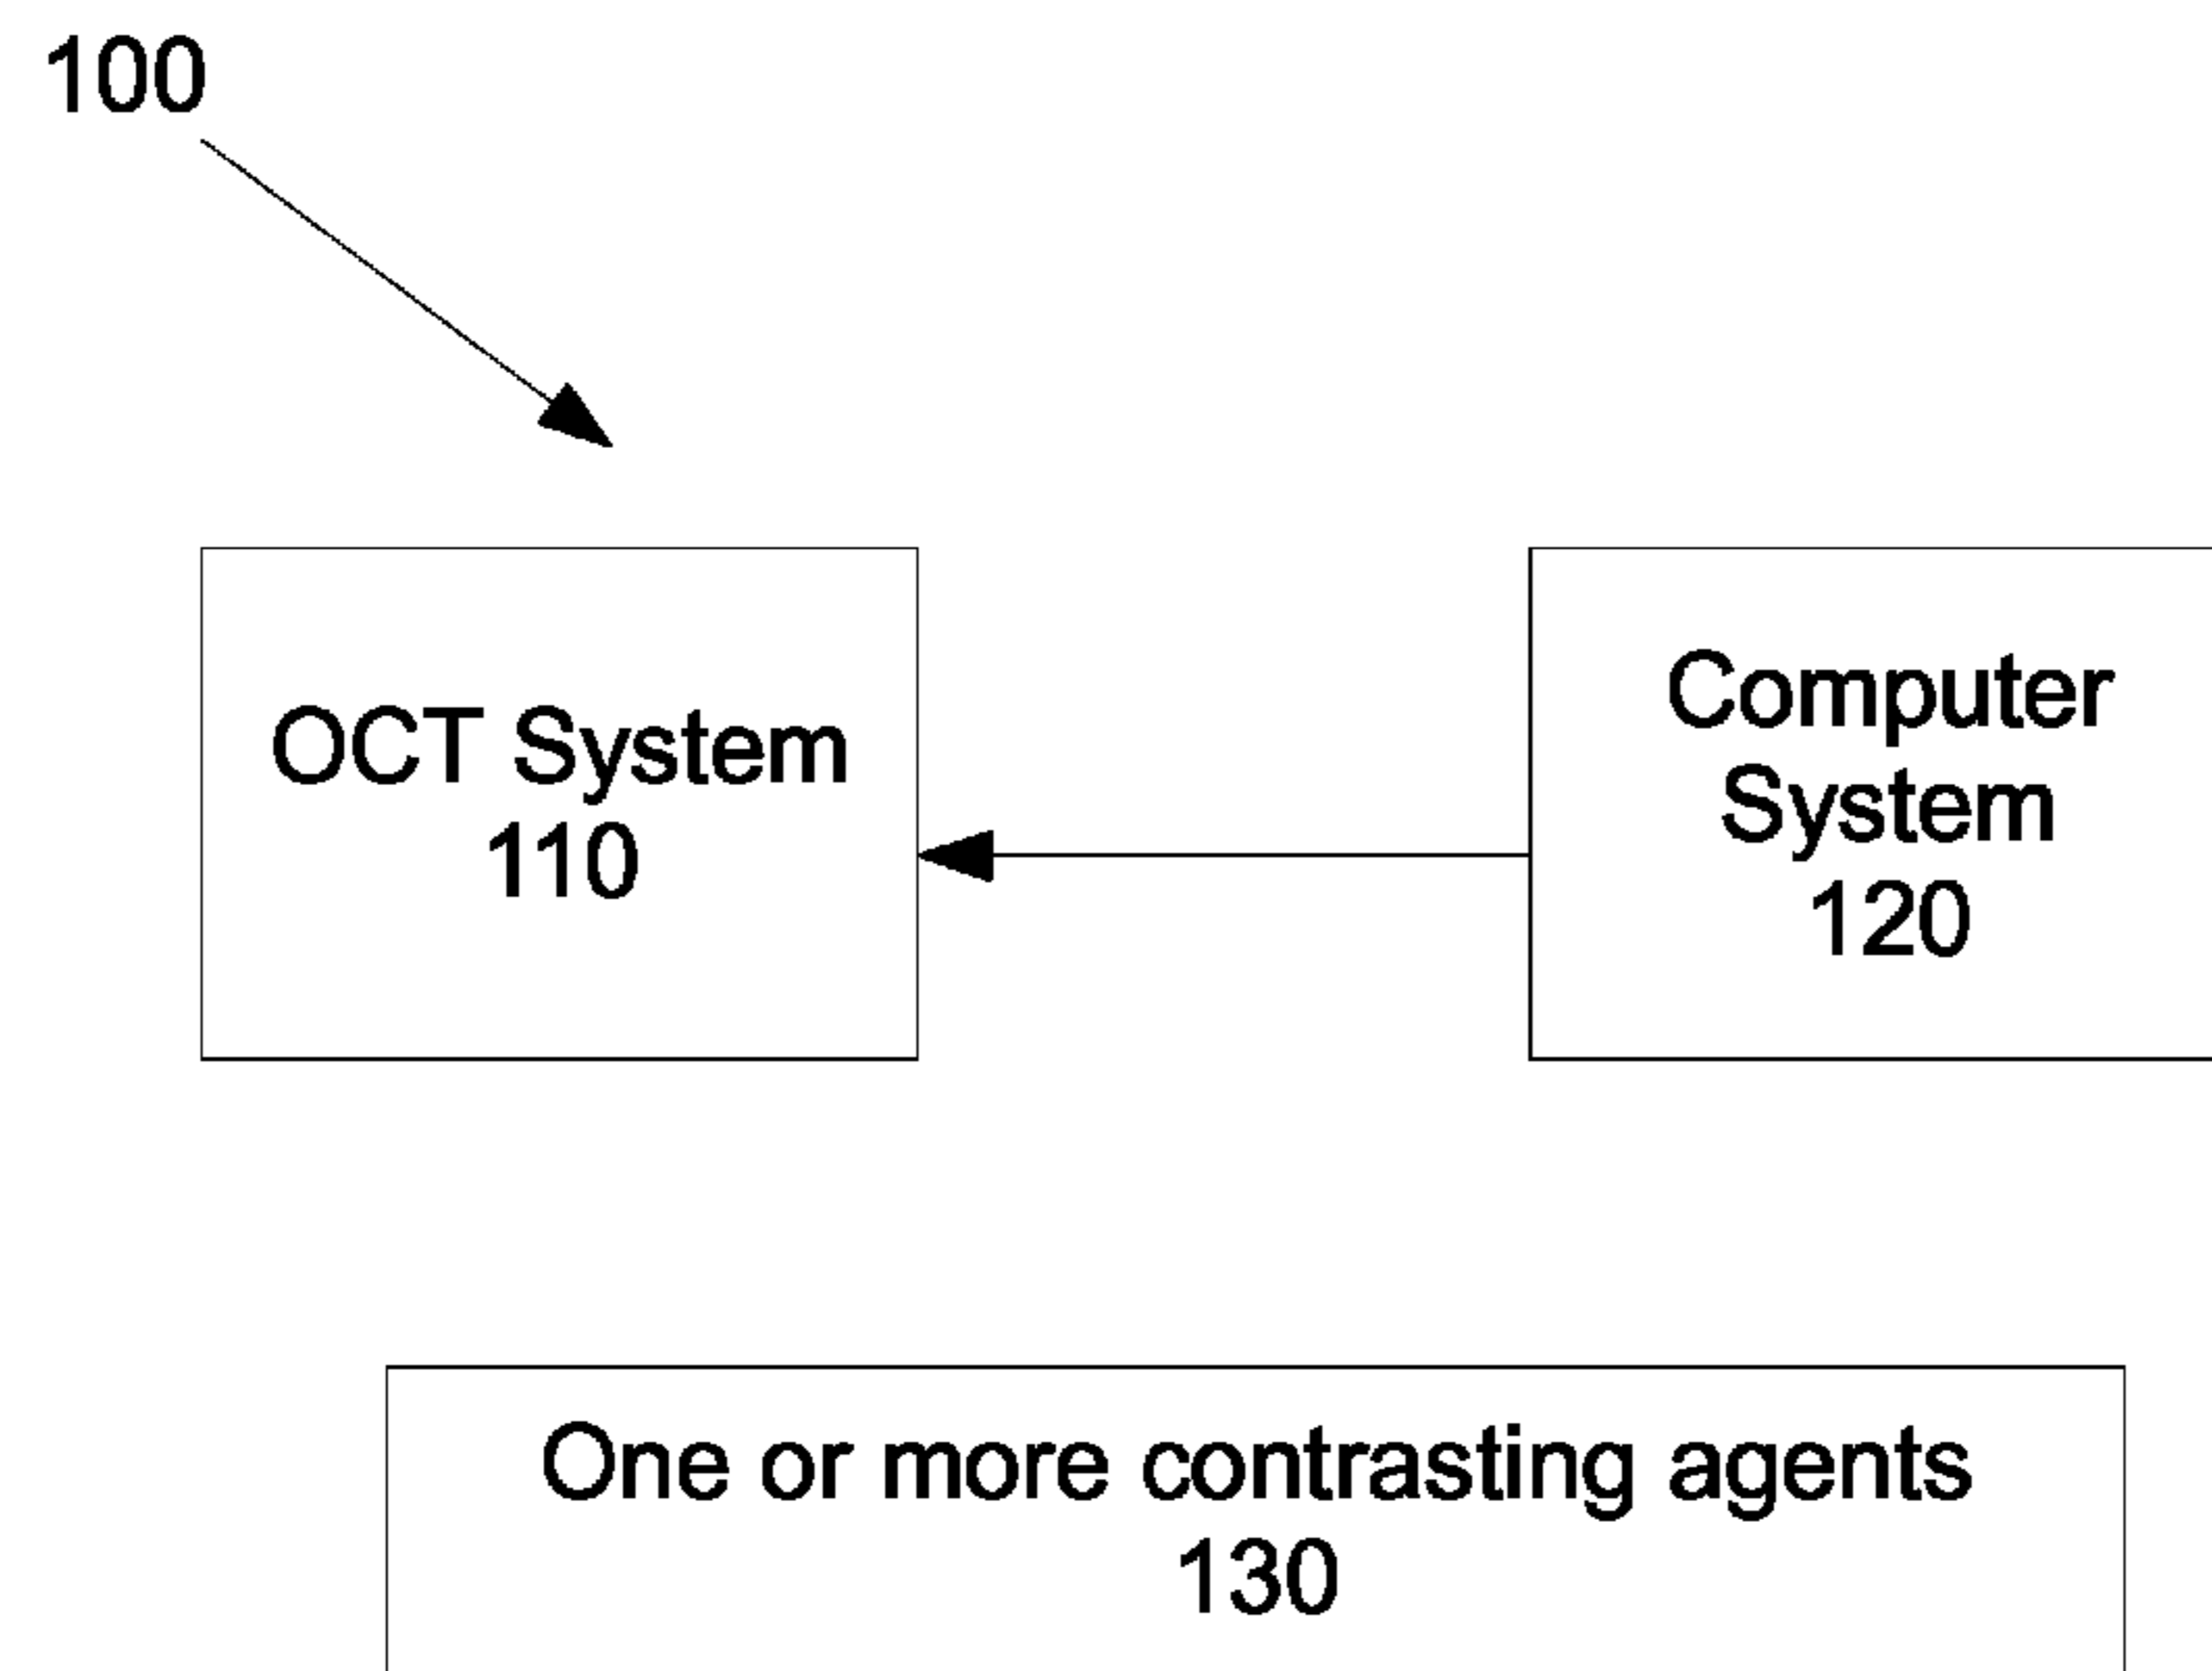 100
OCT System
110
Computer
System
120
One or more contrasting agents
130